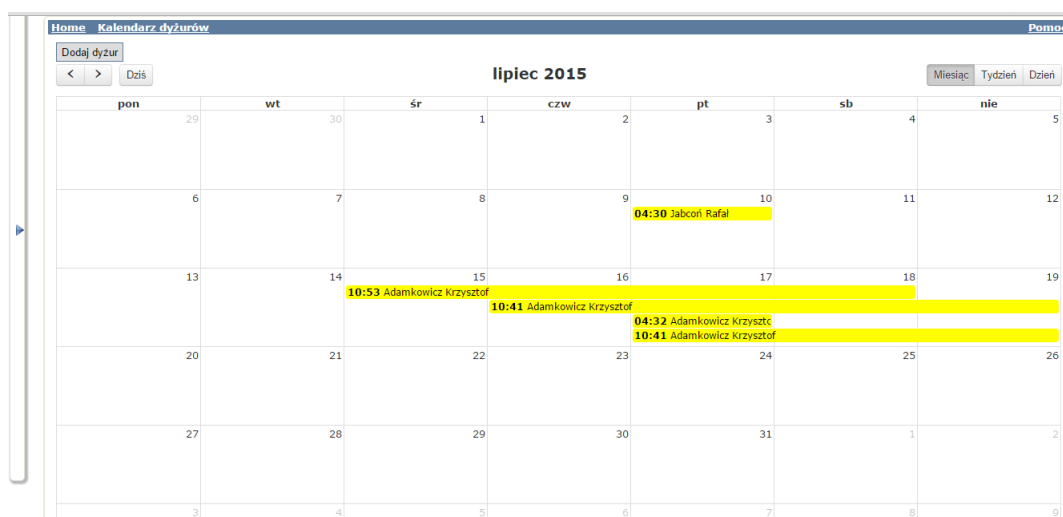 Home Kalendarz dyżurów Pomoc
Dodaj dyżur
< > Dziś lipiec 2015 Miesiąc Tydzień Dzień
pon wt śr czw pt sb nie
29 30 1 2 3 4 5
6 7 8 9 10 11 12
04:30 Jabcoń Rafał
13 14 15 16 17 18 19
10:53 Adamkowicz Krzysztof
10:41 Adamkowicz Krzysztof
04:32 Adamkowicz Krzysztc
10:41 Adamkowicz Krzysztof
20 21 22 23 24 25 26
27 28 29 30 31 1 2
3 4 5 6 7 8 9